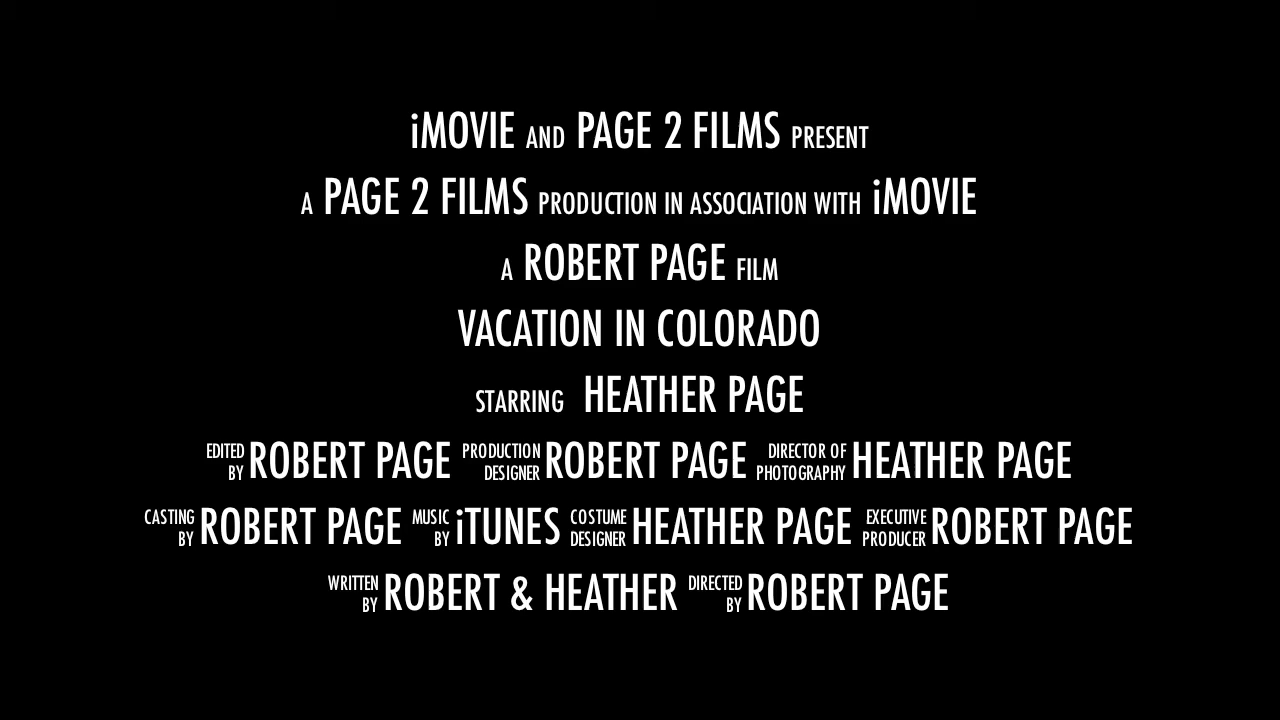 iMOVIE AND PAGE 2 FILMS PRESENT
A PAGE 2 FILMS PRODUCTION IN ASSOCIATION WITH iMOVIE
A ROBERT PAGE FILM
VACATION IN COLORADO
STARRING HEATHER PAGE
EDITED BY ROBERT PAGE PRODUCTION DESIGNER ROBERT PAGE DIRECTOR OF PHOTOGRAPHY HEATHER PAGE
CASTING BY ROBERT PAGE MUSIC BY iTUNES COSTUME DESIGNER HEATHER PAGE EXECUTIVE PRODUCER ROBERT PAGE
WRITTEN BY ROBERT & HEATHER DIRECTED BY ROBERT PAGE